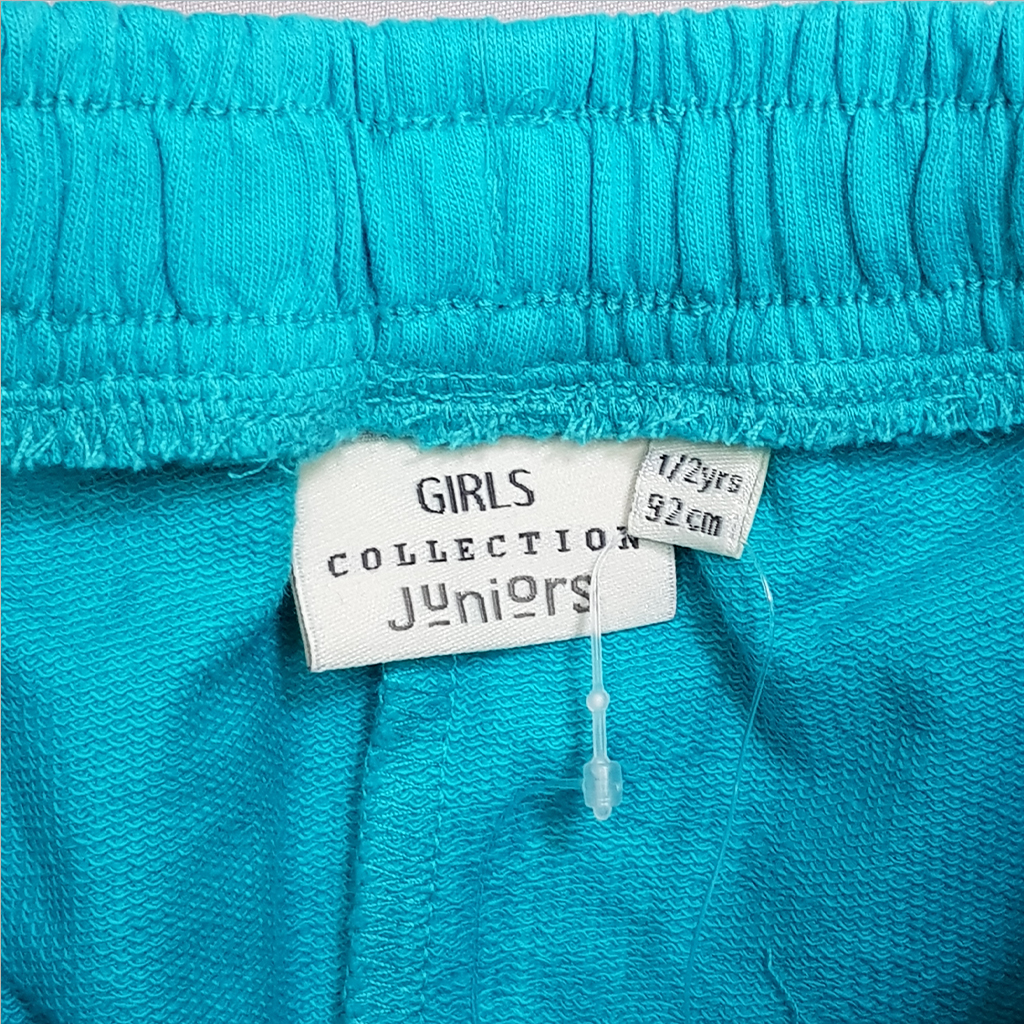 GIRLS
COLLECTION
Juniors
1/2yrs
92cm